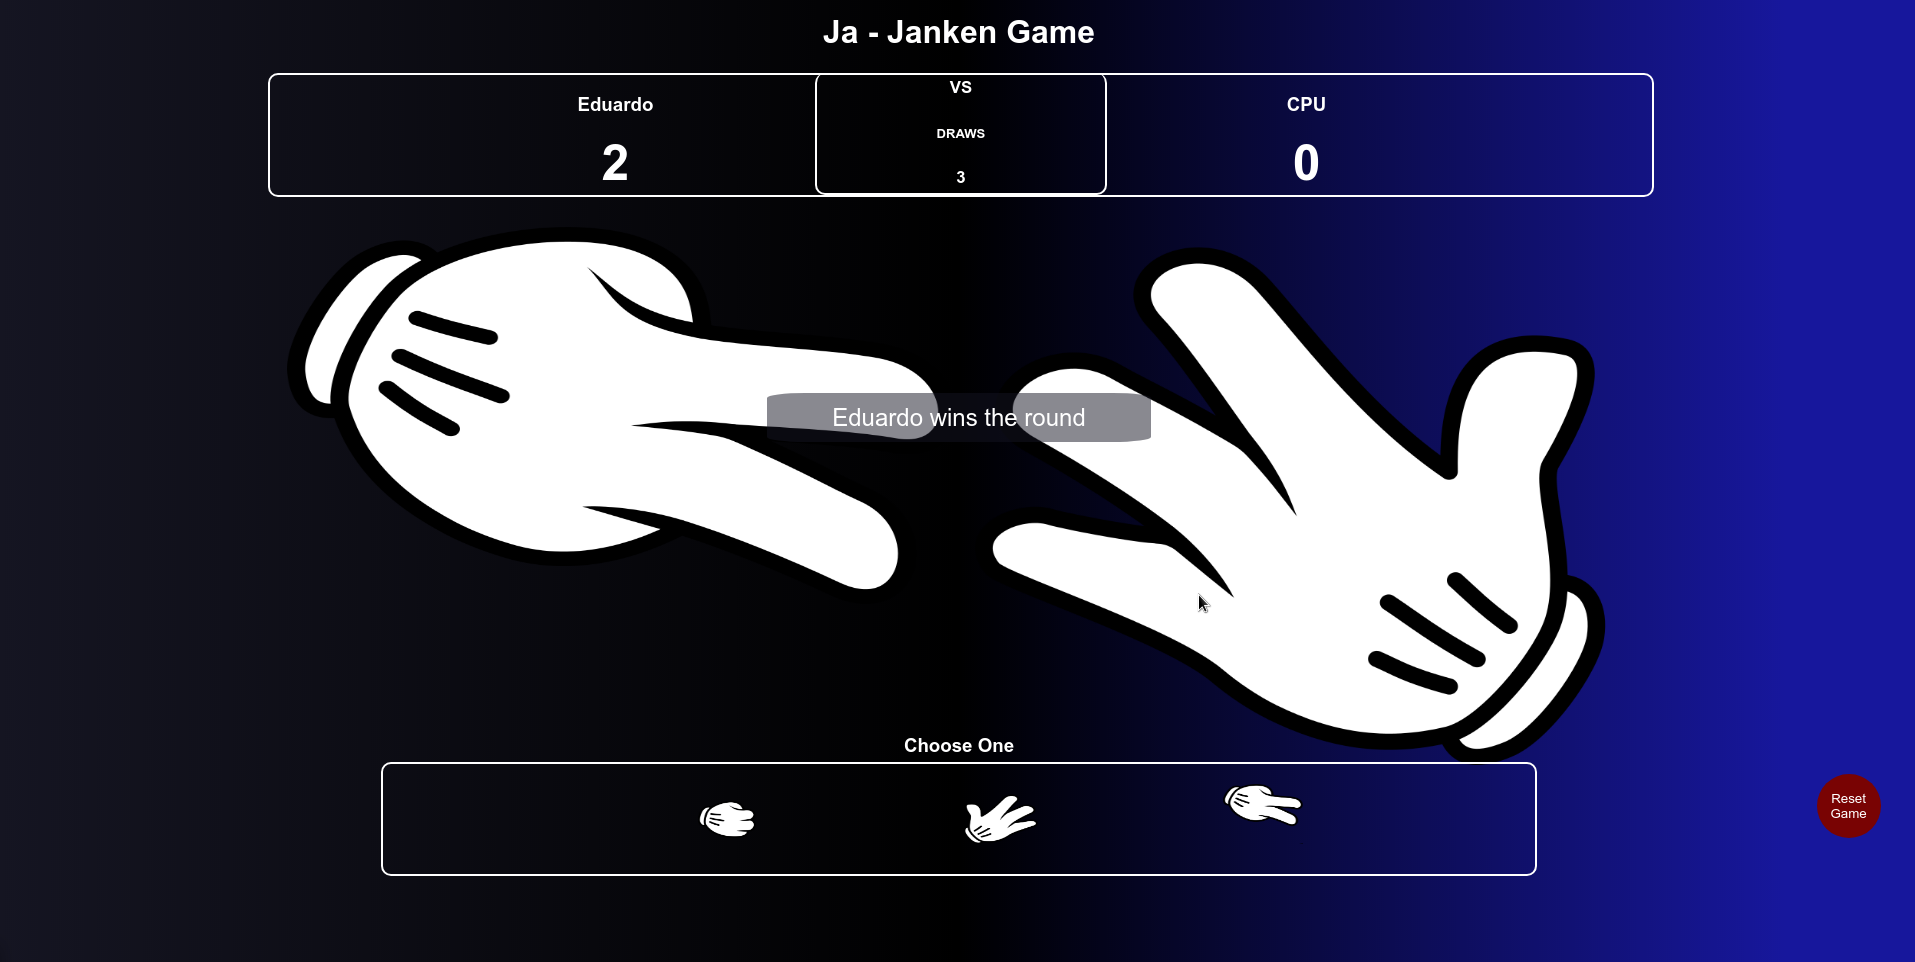 Ja - Janken Game
Eduardo
2
VS
DRAWS
3
CPU
0
Eduardo wins the round
Choose One
Reset
Game